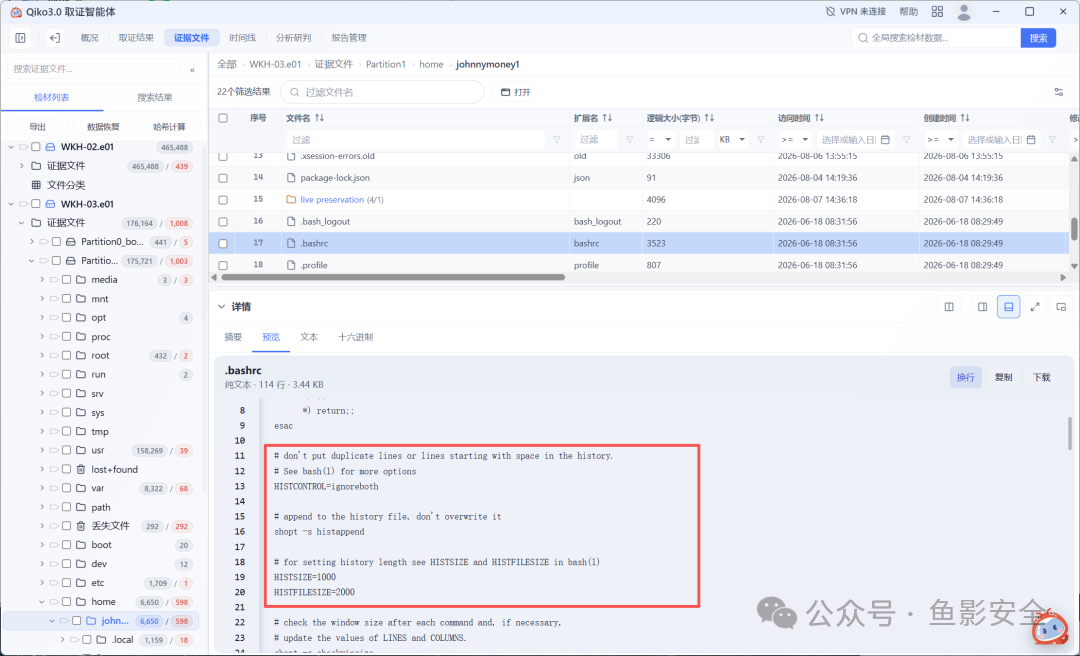 Qiko3.0 取证智能体
VPN 未连接 帮助
概况 取证结果 证据文件 时间线 分析研判 报告管理
全局搜索检材数据... 搜索
搜索证据文件... «
检材列表 搜索结果
导出 数据恢复 哈希计算
WKH-02.e01 465,488
证据文件 465,488 / 439
文件分类
WKH-03.e01
证据文件 176,164 / 1,008
Partition0_bo... 441 / 5
Partitio... 175,721 / 1,003
media 3 / 3
mnt
opt 4
proc
root 432 / 2
run 2
srv
sys
tmp
usr 158,269 / 39
lost+found
var 8,322 / 68
path
丢失文件 292 / 292
boot 20
dev 12
etc 1,709 / 1
home 6,650 / 598
john... 6,650 / 598
.local 1,159 / 18
全部 › WKH-03.e01 › 证据文件 › Partition1 › home › johnnymoney1
22个筛选结果 过滤文件名 打开
序号 文件名 ↑↓ 扩展名 ↑↓ 逻辑大小(字节) ↑↓ 访问时间 ↑↓ 创建时间 ↑↓ 修
过滤 过滤 = 过滤 KB >= 选择或输入日 >= 选择或输入日 >
13 .xsession-errors.old old 33306 2026-08-06 13:55:15 2026-08-06 13:55:15
14 package-lock.json json 91 2026-08-04 14:19:36 2026-08-04 14:19:36
15 live preservation (4/1) 4096 2026-08-07 14:36:18 2026-08-07 14:36:18
16 .bash_logout bash_logout 220 2026-06-18 08:31:56 2026-06-18 08:29:49
17 .bashrc bashrc 3523 2026-06-18 08:31:56 2026-06-18 08:29:49
18 .profile profile 807 2026-06-18 08:31:56 2026-06-18 08:29:49
详情
摘要 预览 文本 十六进制
.bashrc
纯文本 · 114 行 · 3.44 KB
换行 复制 下载
8 *) return;;
9 esac
10
11 # don't put duplicate lines or lines starting with space in the history.
12 # See bash(1) for more options
13 HISTCONTROL=ignoreboth
14
15 # append to the history file, don't overwrite it
16 shopt -s histappend
17
18 # for setting history length see HISTSIZE and HISTFILESIZE in bash(1)
19 HISTSIZE=1000
20 HISTFILESIZE=2000
21
22 # check the window size after each command and, if necessary,
23 # update the values of LINES and COLUMNS.
24 shopt -s checkwinsize
公众号 · 鱼影安全